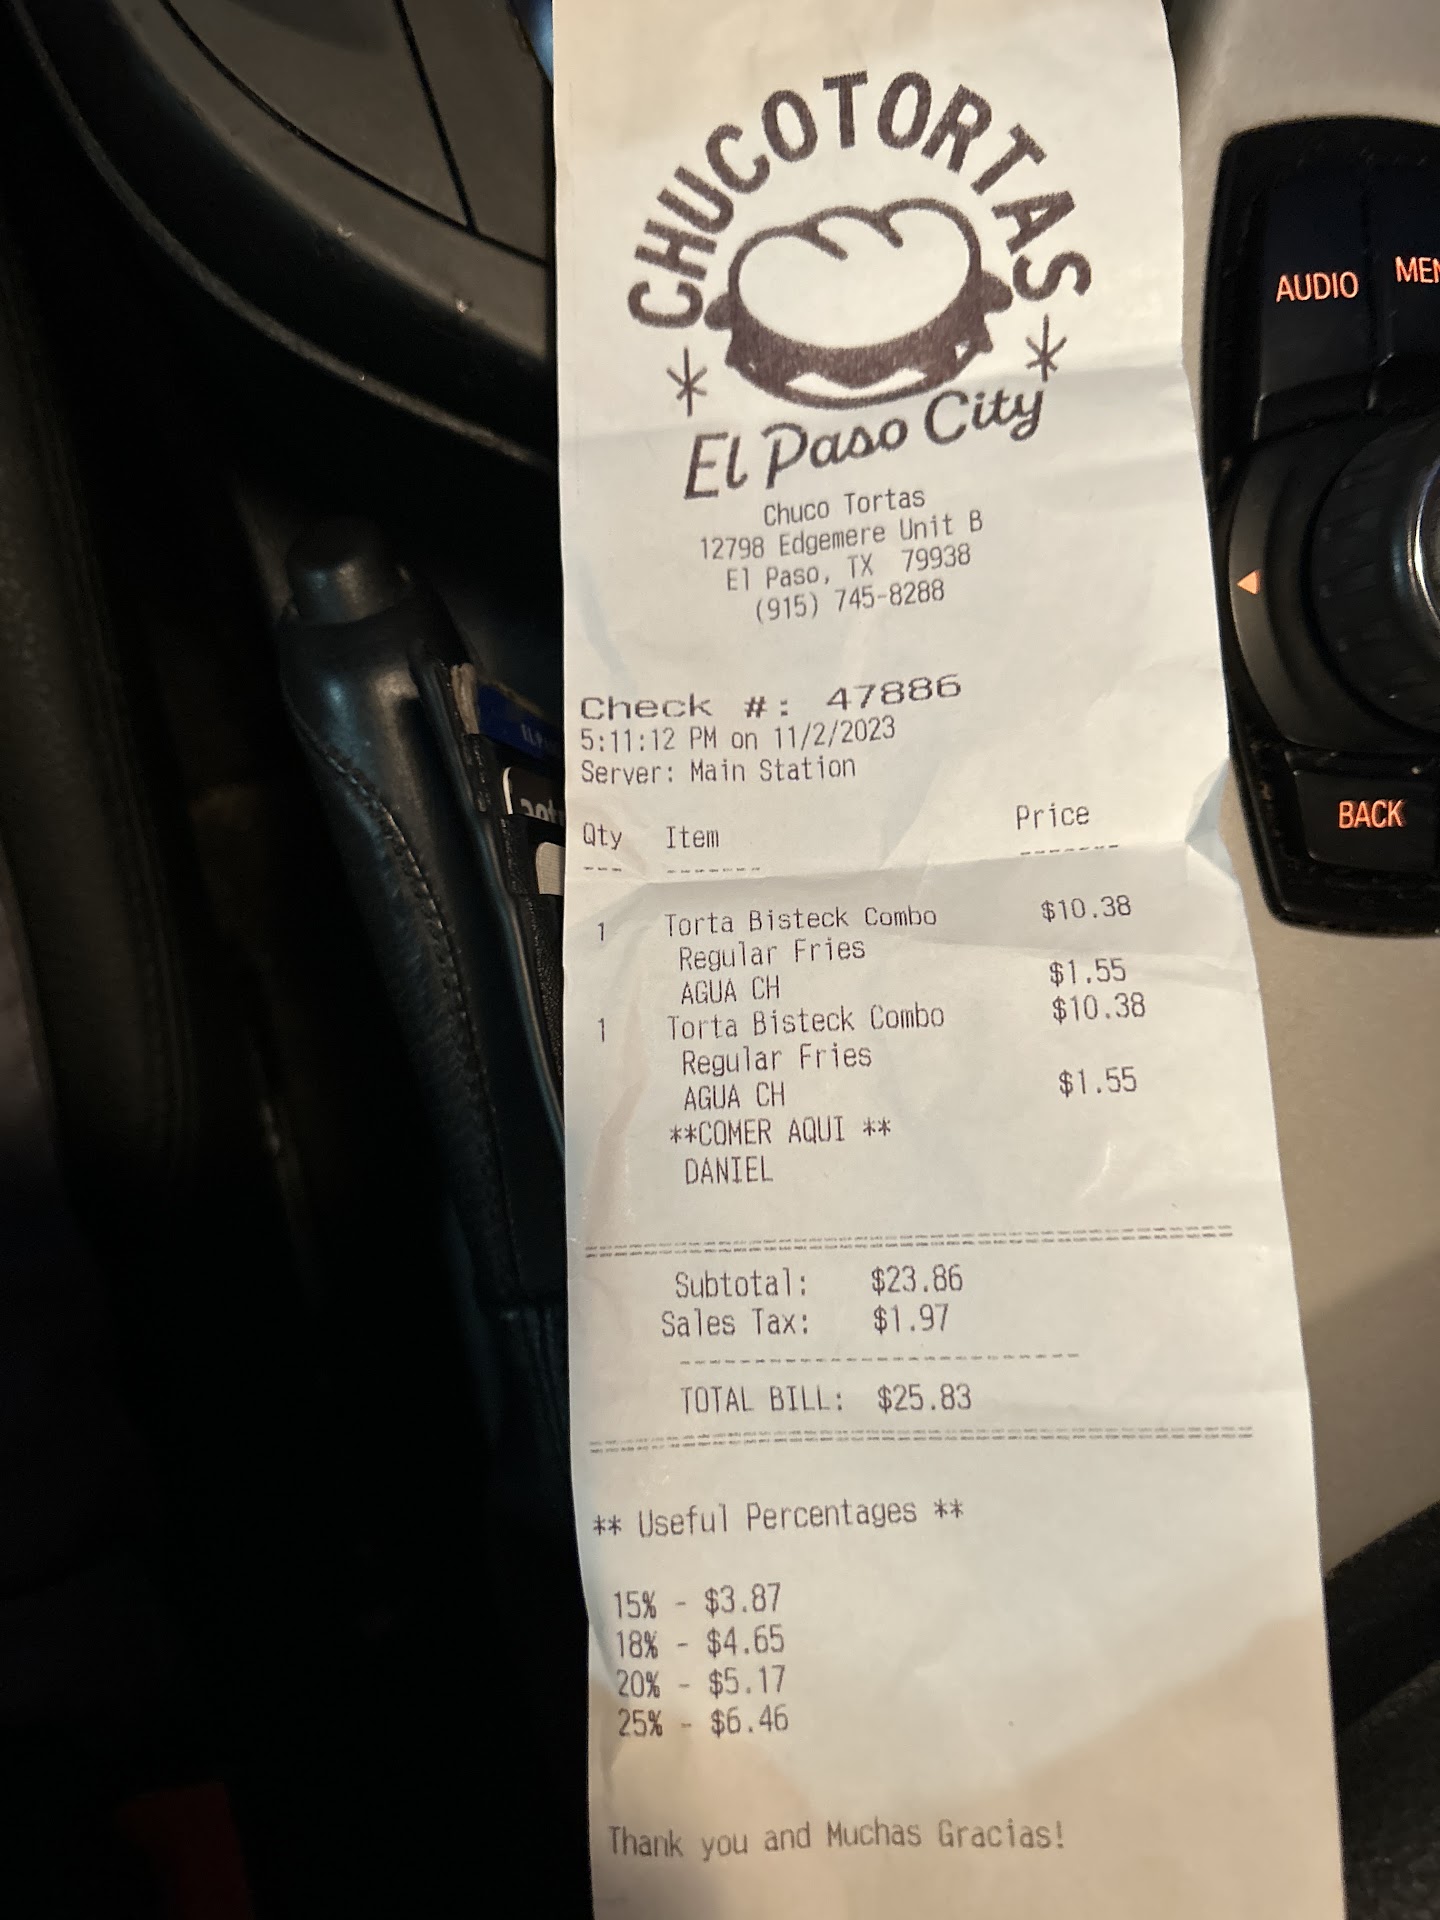 CHUCOTORTAS
El Paso City
Chuco Tortas
12798 Edgemere Unit B
El Paso, TX 79938
(915) 745-8288
Check #: 47886
5:11:12 PM on 11/2/2023
Server: Main Station
Qty Item Price
--- ------- -------
1 Torta Bisteck Combo $10.38
Regular Fries
AGUA CH $1.55
1 Torta Bisteck Combo $10.38
Regular Fries
AGUA CH $1.55
**COMER AQUI **
DANIEL
Subtotal: $23.86
Sales Tax: $1.97
TOTAL BILL: $25.83
** Useful Percentages **
15% - $3.87
18% - $4.65
20% - $5.17
25% - $6.46
Thank you and Muchas Gracias!
AUDIO
BACK